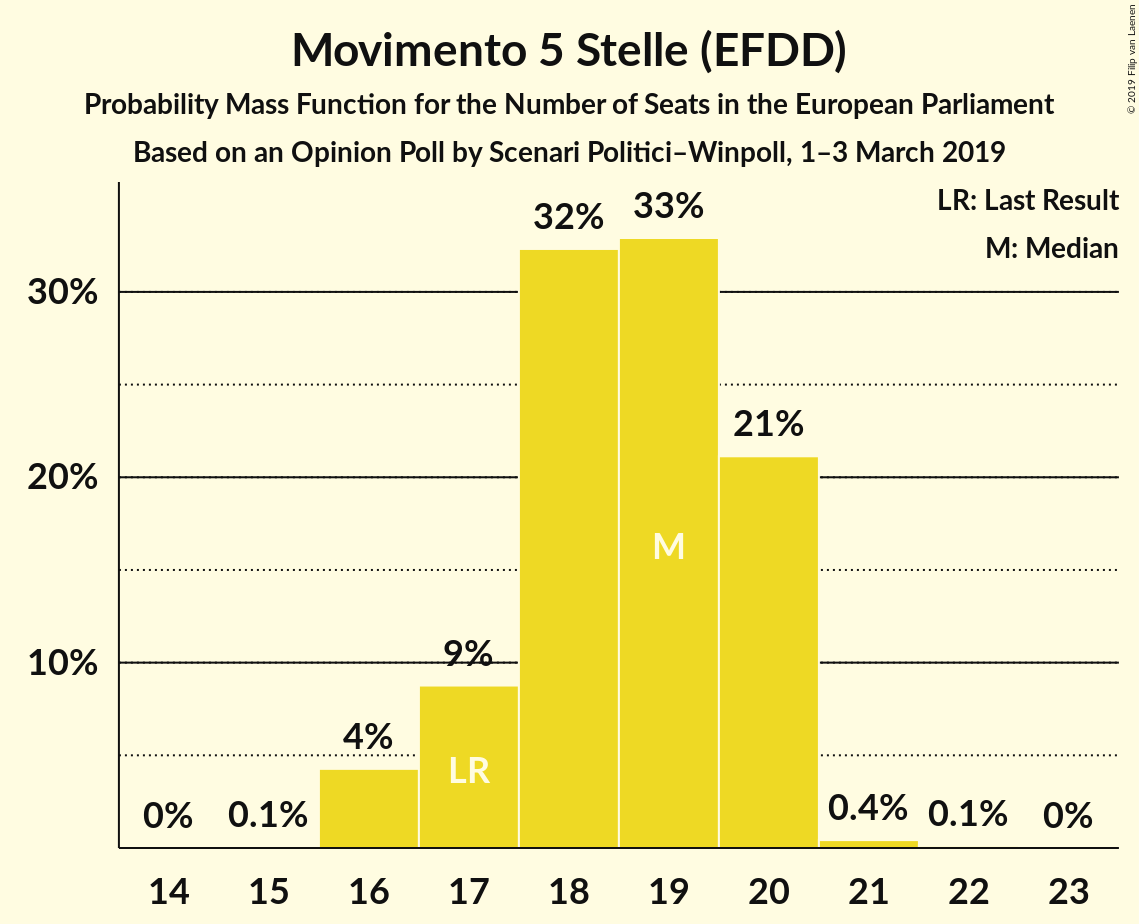 Movimento 5 Stelle (EFDD)
Probability Mass Function for the Number of Seats in the European Parliament
Based on an Opinion Poll by Scenari Politici–Winpoll, 1–3 March 2019
© 2019 Filip van Laenen
LR: Last Result
M: Median
30%
20%
10%
0%
0.1%
4%
9%
32%
33%
21%
0.4%
0.1%
0%
LR
M
14 15 16 17 18 19 20 21 22 23